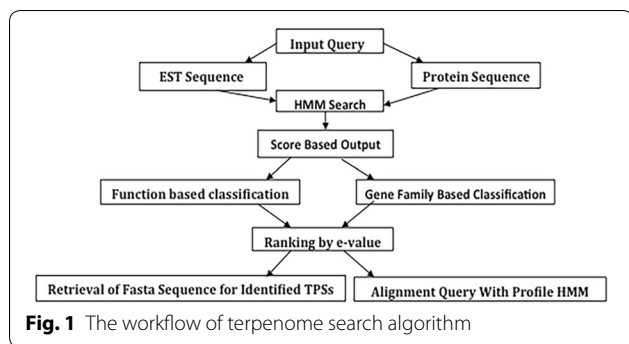 Input Query
EST Sequence
Protein Sequence
HMM Search
Score Based Output
Function based classification
Gene Family Based Classification
Ranking by e-value
Retrieval of Fasta Sequence for Identified TPSs
Alignment Query With Profile HMM
Fig. 1 The workflow of terpenome search algorithm